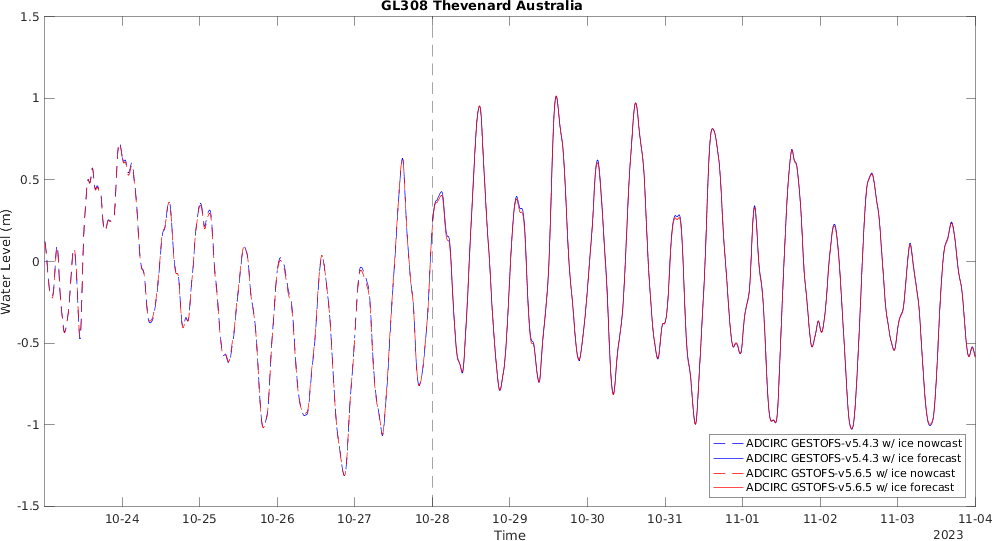 GL308 Thevenard Australia
1.5
1
0.5
0
-0.5
-1
-1.5
Water Level (m)
ADCIRC GESTOFS-v5.4.3 w/ ice nowcast
ADCIRC GESTOFS-v5.4.3 w/ ice forecast
ADCIRC GSTOFS-v5.6.5 w/ ice nowcast
ADCIRC GSTOFS-v5.6.5 w/ ice forecast
10-24 10-25 10-26 10-27 10-28 10-29 10-30 10-31 11-01 11-02 11-03 11-04
Time
2023